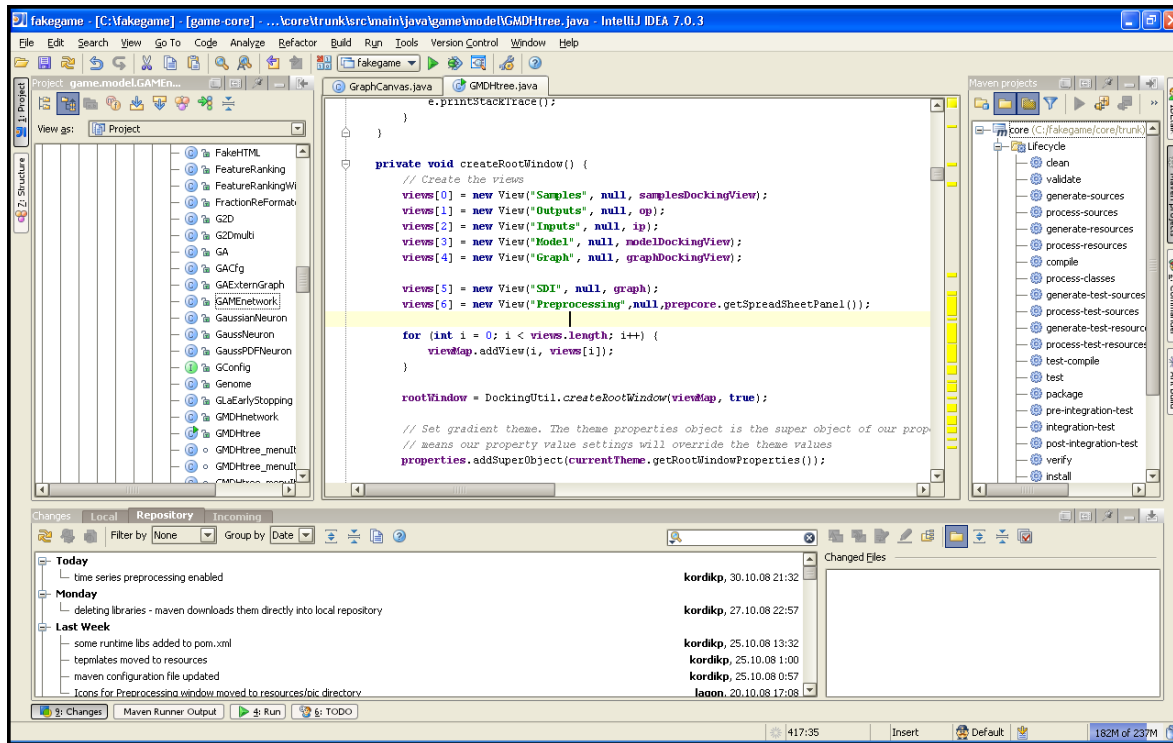 fakegame - [C:\fakegame] - [game-core] - ...\core\trunk\src\main\java\game\model\GMDHtree.java - IntelliJ IDEA 7.0.3
File Edit Search View Go To Code Analyze Refactor Build Run Tools Version Control Window Help
fakegame
Project game.model.GAMEn...
View as: Project
1: Project
7: Structure
FakeHTML
FeatureRanking
FeatureRankingWi
FractionReFormat
G2D
G2Dmulti
GA
GACfg
GAExternGraph
GAMEnetwork
GaussianNeuron
GaussNeuron
GaussPDFNeuron
GConfig
Genome
GLaEarlyStopping
GMDHnetwork
GMDHtree
GMDHtree_menuIt
GMDHtree_menuIt
GraphCanvas.java GMDHtree.java
e.printStackTrace();
}
}
private void createRootWindow() {
// Create the views
views[0] = new View("Samples", null, samplesDockingView);
views[1] = new View("Outputs", null, op);
views[2] = new View("Inputs", null, ip);
views[3] = new View("Model", null, modelDockingView);
views[4] = new View("Graph", null, graphDockingView);
views[5] = new View("SDI", null, graph);
views[6] = new View("Preprocessing",null,prepcore.getSpreadSheetPanel());
for (int i = 0; i < views.length; i++) {
viewMap.addView(i, views[i]);
}
rootWindow = DockingUtil.createRootWindow(viewMap, true);
// Set gradient theme. The theme properties object is the super object of our prop
// means our property value settings will override the theme values
properties.addSuperObject(currentTheme.getRootWindowProperties());
Maven projects
core (C:/fakegame/core/trunk)
Lifecycle
clean
validate
generate-sources
process-sources
generate-resources
process-resources
compile
process-classes
generate-test-sources
process-test-sources
generate-test-resource
process-test-resources
test-compile
test
package
pre-integration-test
integration-test
post-integration-test
verify
install
Changes Local Repository Incoming
Filter by None Group by Date
Changed Files
Today
time series preprocessing enabled kordikp, 30.10.08 21:32
Monday
deleting libraries - maven downloads them directly into local repository kordikp, 27.10.08 22:57
Last Week
some runtime libs added to pom.xml kordikp, 25.10.08 13:32
tepmlates moved to resources kordikp, 25.10.08 1:00
maven configuration file updated kordikp, 25.10.08 0:57
Icons for Preprocessing window moved to resources/pic directory lagon, 20.10.08 17:08
9: Changes Maven Runner Output 4: Run 6: TODO
417:35 Insert Default 182M of 237M